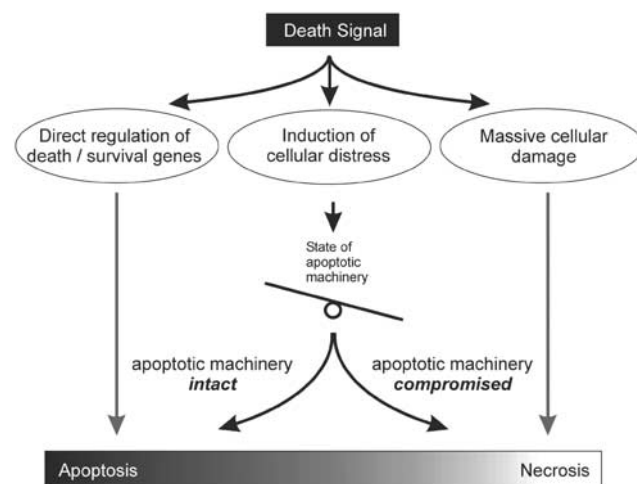 Death Signal
Direct regulation of
death / survival genes
Induction of
cellular distress
Massive cellular
damage
State of
apoptotic
machinery
apoptotic machinery
intact
apoptotic machinery
compromised
Apoptosis
Necrosis